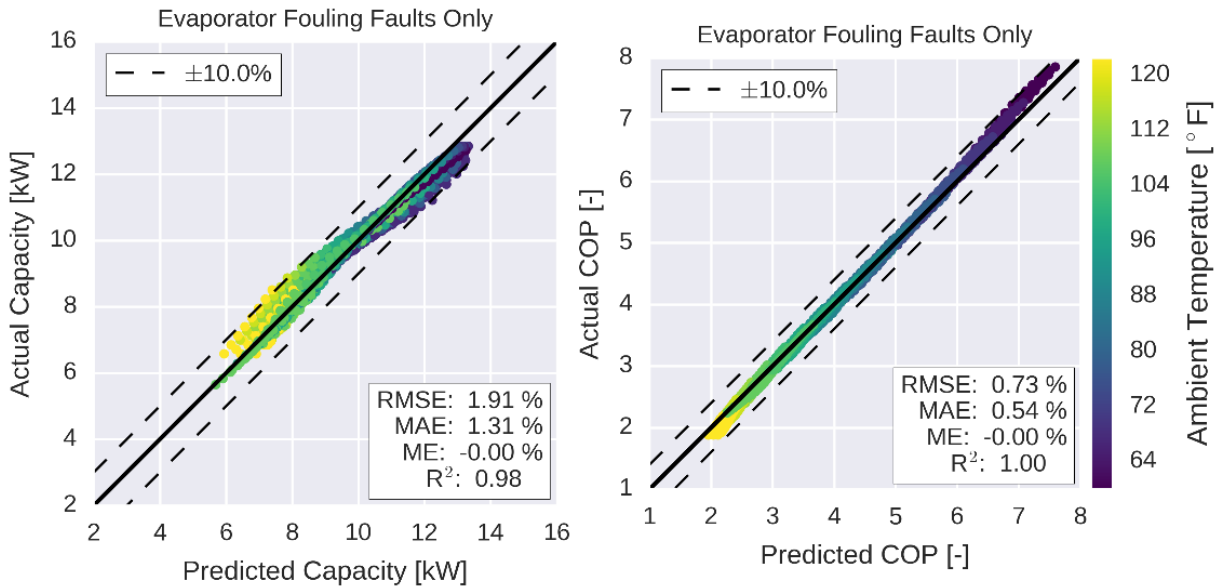 Evaporator Fouling Faults Only
16
14
12
10
8
6
4
2
2 4 6 8 10 12 14 16
Actual Capacity [kW]
Predicted Capacity [kW]
±10.0%
RMSE: 1.91 %
MAE: 1.31 %
ME: -0.00 %
R²: 0.98
Evaporator Fouling Faults Only
8
7
6
5
4
3
2
1
1 2 3 4 5 6 7 8
Actual COP [-]
Predicted COP [-]
±10.0%
RMSE: 0.73 %
MAE: 0.54 %
ME: -0.00 %
R²: 1.00
120
112
104
96
88
80
72
64
Ambient Temperature [°F]